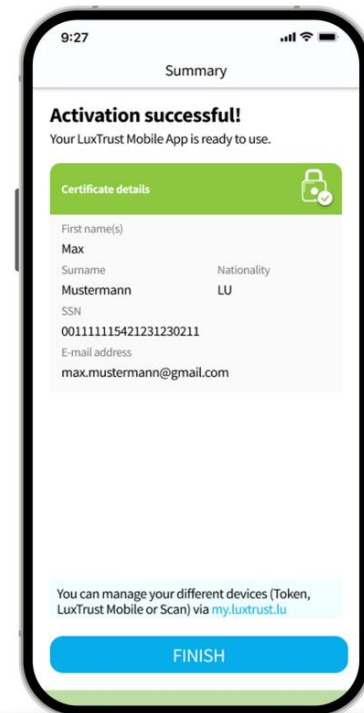 9:27
Summary
Activation successful!
Your LuxTrust Mobile App is ready to use.
Certificate details
First name(s)
Max
Surname Nationality
Mustermann LU
SSN
001111115421231230211
E-mail address
max.mustermann@gmail.com
You can manage your different devices (Token,
LuxTrust Mobile or Scan) via my.luxtrust.lu
FINISH